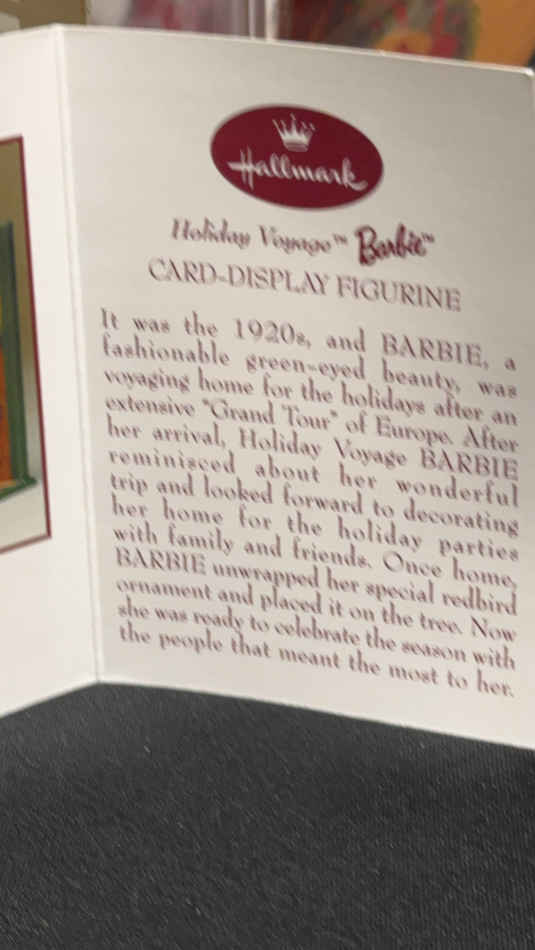 Hallmark
Holiday Voyage™ Barbie™
CARD-DISPLAY FIGURINE
It was the 1920s, and BARBIE, a
fashionable green-eyed beauty, was
voyaging home for the holidays after an
extensive "Grand Tour" of Europe. After
her arrival, Holiday Voyage BARBIE
reminisced about her wonderful
trip and looked forward to decorating
her home for the holiday parties
with family and friends. Once home,
BARBIE unwrapped her special redbird
ornament and placed it on the tree. Now
she was ready to celebrate the season with
the people that meant the most to her.